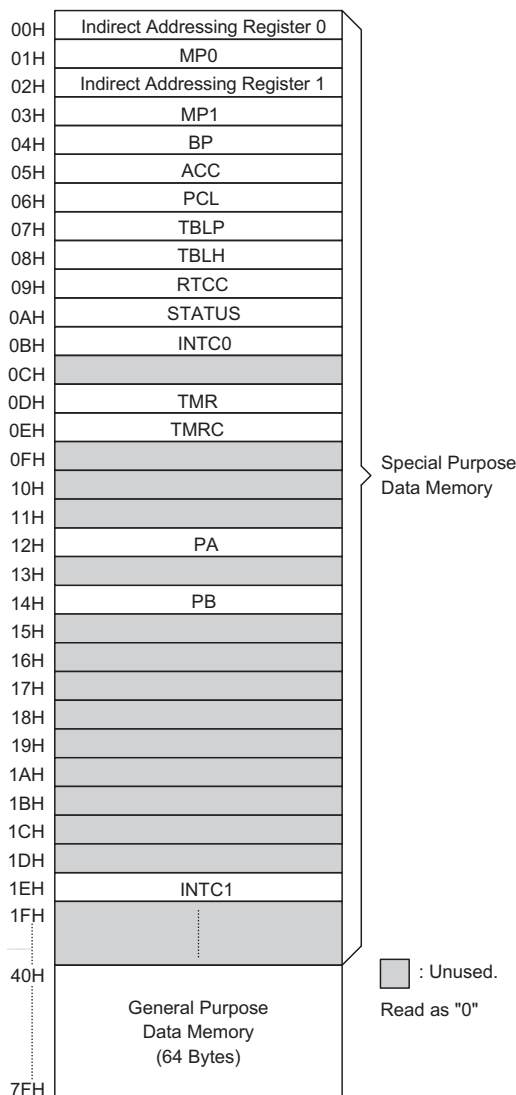 00H Indirect Addressing Register 0
01H MP0
02H Indirect Addressing Register 1
03H MP1
04H BP
05H ACC
06H PCL
07H TBLP
08H TBLH
09H RTCC
0AH STATUS
0BH INTC0
0CH
0DH TMR
0EH TMRC
0FH
10H
11H
12H PA
13H
14H PB
15H
16H
17H
18H
19H
1AH
1BH
1CH
1DH
1EH INTC1
1FH
40H
General Purpose
Data Memory
(64 Bytes)
7FH
Special Purpose
Data Memory
: Unused.
Read as "0"